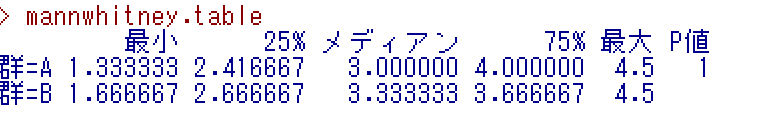 > mannwhitney.table
最小 25% メディアン 75% 最大 P値
群=A 1.333333 2.416667 3.000000 4.000000 4.5 1
群=B 1.666667 2.666667 3.333333 3.666667 4.5